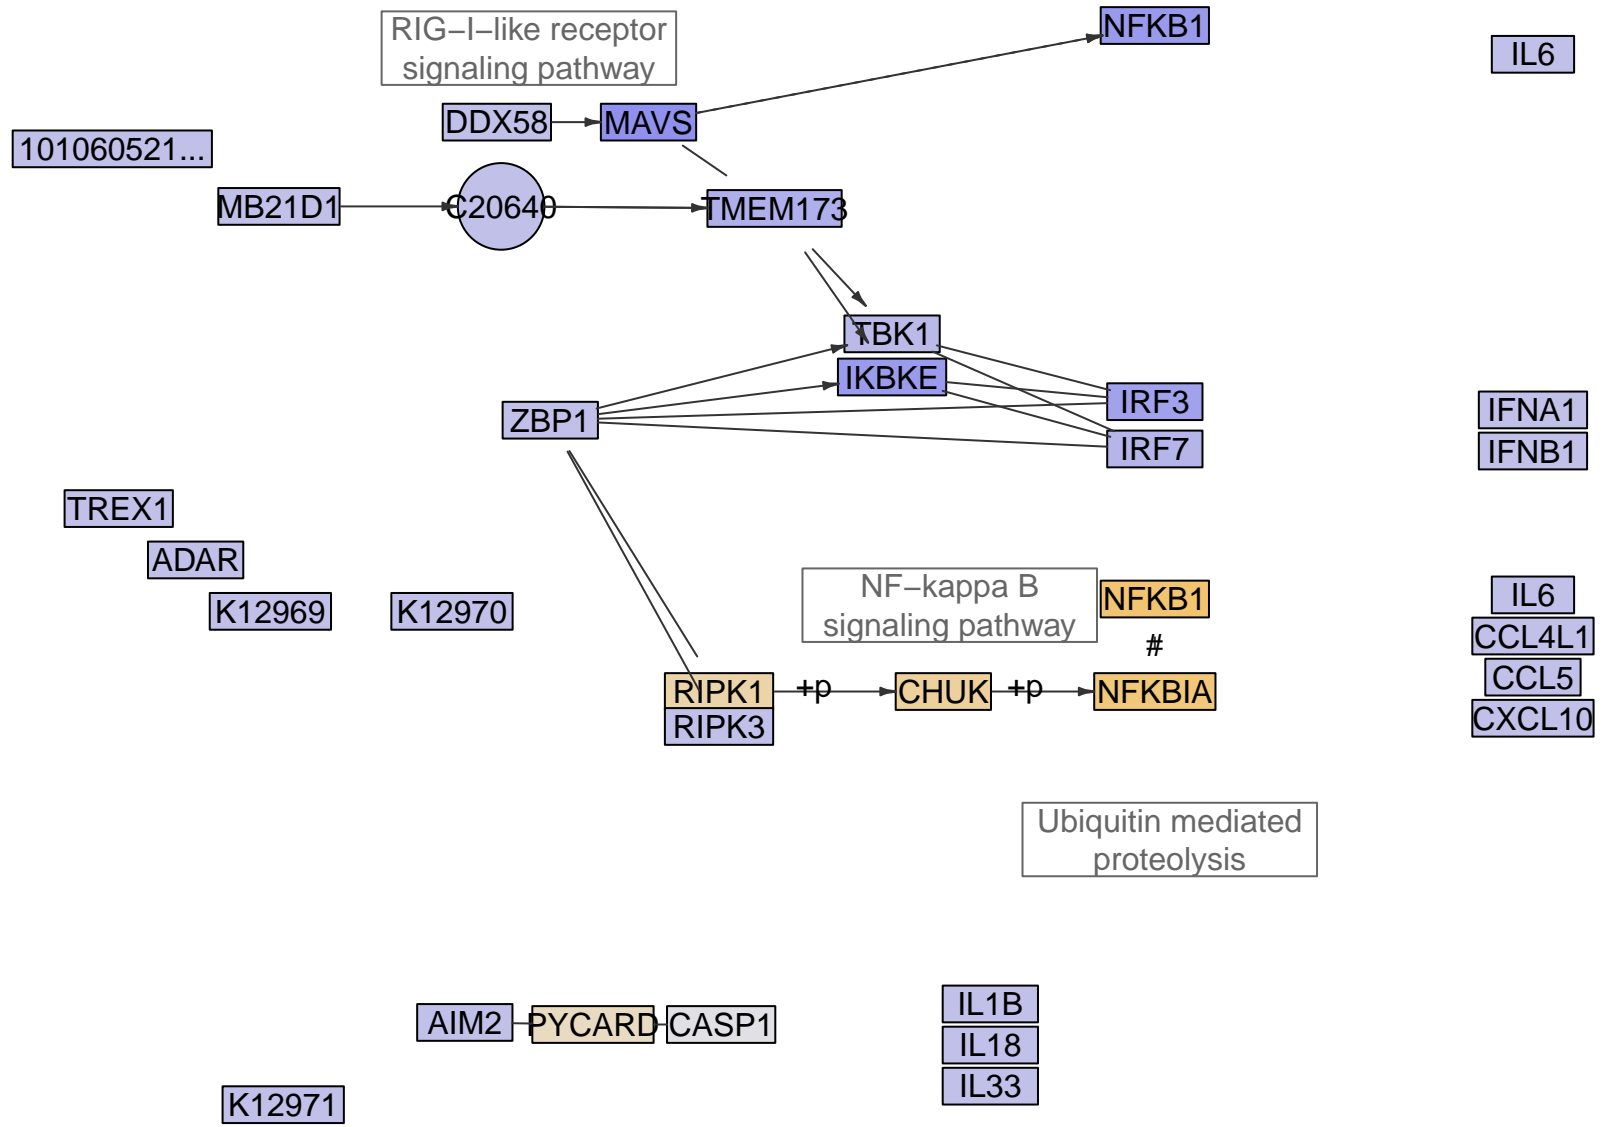 RIG−I−like receptor
signaling pathway
NFKB1
IL6
DDX58
MAVS
101060521...
MB21D1
C20640
TMEM173
TBK1
IKBKE
IRF3
IRF7
ZBP1
IFNA1
IFNB1
TREX1
ADAR
K12969
K12970
NF−kappa B
signaling pathway
NFKB1
#
IL6
CCL4L1
CCL5
CXCL10
RIPK1
+p
CHUK
+p
NFKBIA
RIPK3
Ubiquitin mediated
proteolysis
AIM2
PYCARD
CASP1
IL1B
IL18
IL33
K12971